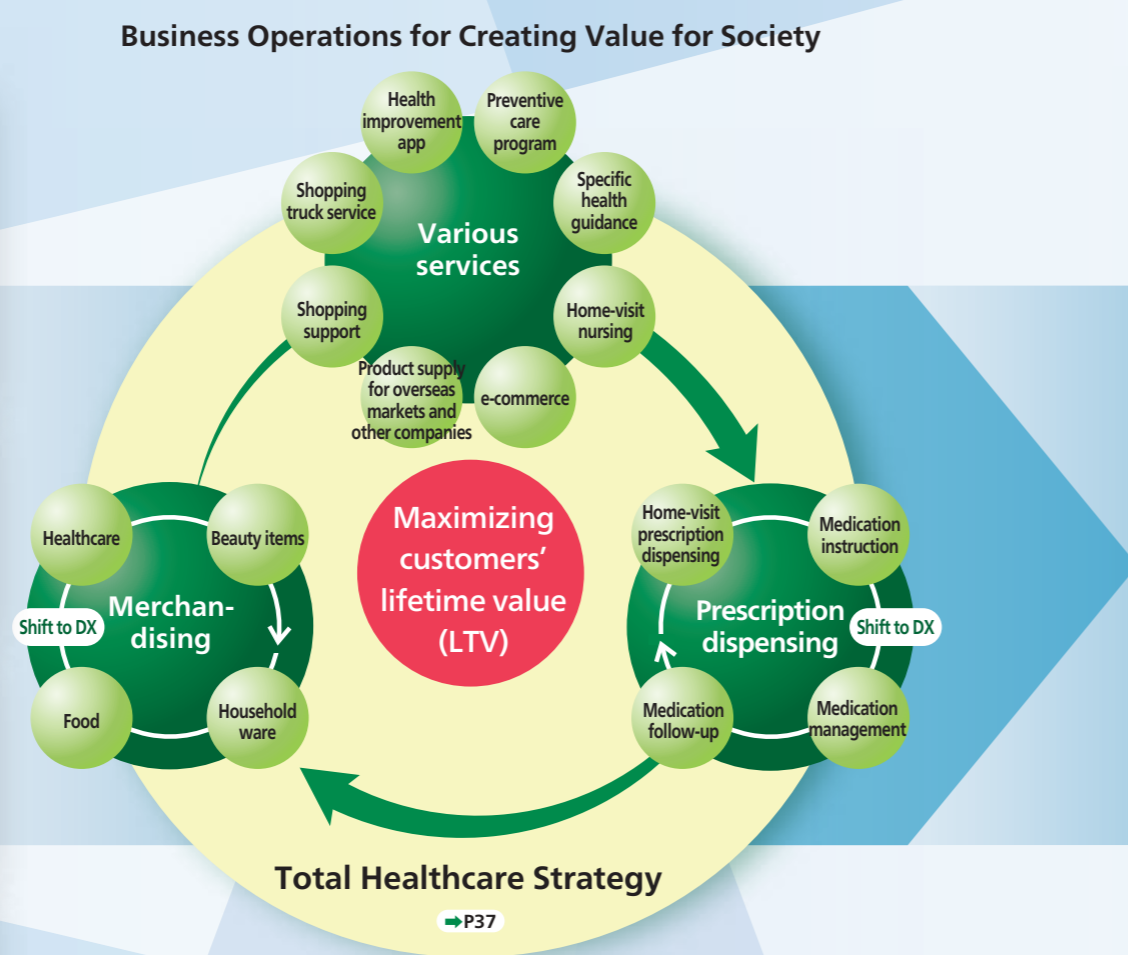 Business Operations for Creating Value for Society
Health
improvement
app
Preventive
care
program
Shopping
truck service
Specific
health
guidance
Various
services
Shopping
support
Home-visit
nursing
Product supply
for overseas
markets and
other companies
e-commerce
Maximizing
customers’
lifetime value
(LTV)
Healthcare
Beauty items
Shift to DX
Merchan-
dising
Food
Household
ware
Home-visit
prescription
dispensing
Medication
instruction
Prescription
dispensing
Shift to DX
Medication
follow-up
Medication
management
Total Healthcare Strategy
➡P37